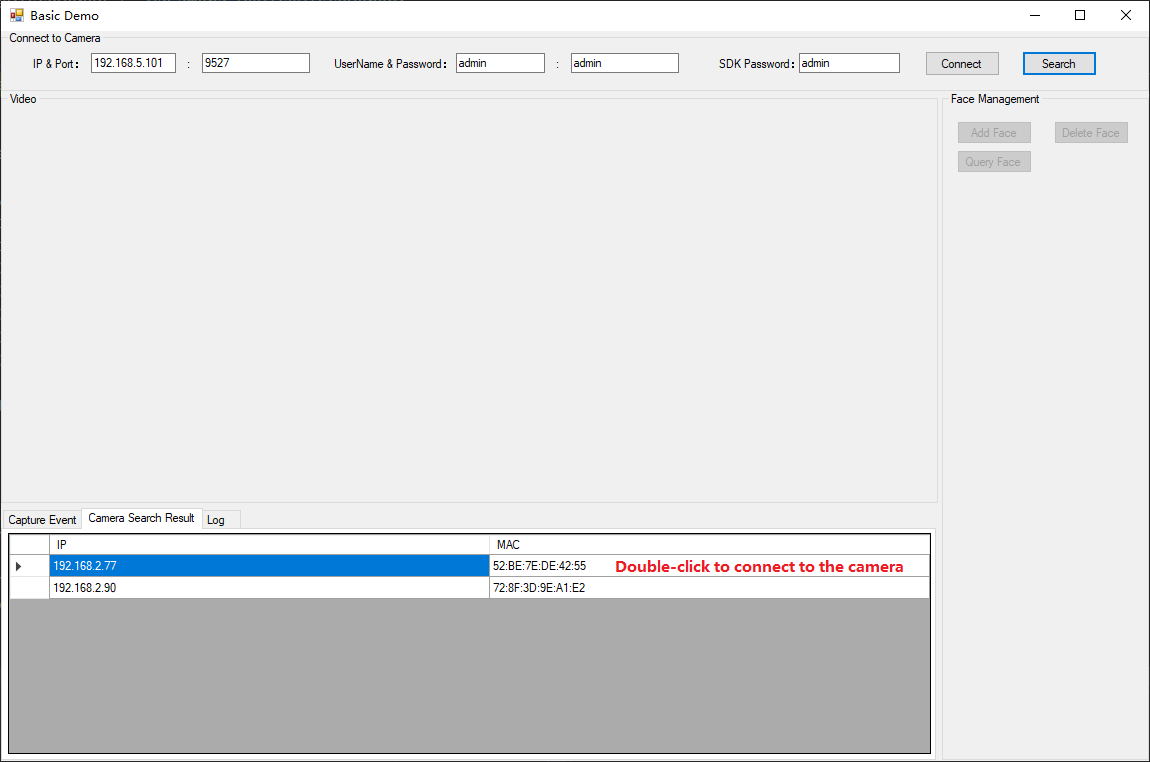 Basic Demo
Connect to Camera
IP & Port: 192.168.5.101 : 9527 UserName & Password: admin : admin SDK Password: admin Connect Search
Video
Face Management
Add Face Delete Face
Query Face
Capture Event Camera Search Result Log
IP MAC
192.168.2.77 52:BE:7E:DE:42:55 Double-click to connect to the camera
192.168.2.90 72:8F:3D:9E:A1:E2